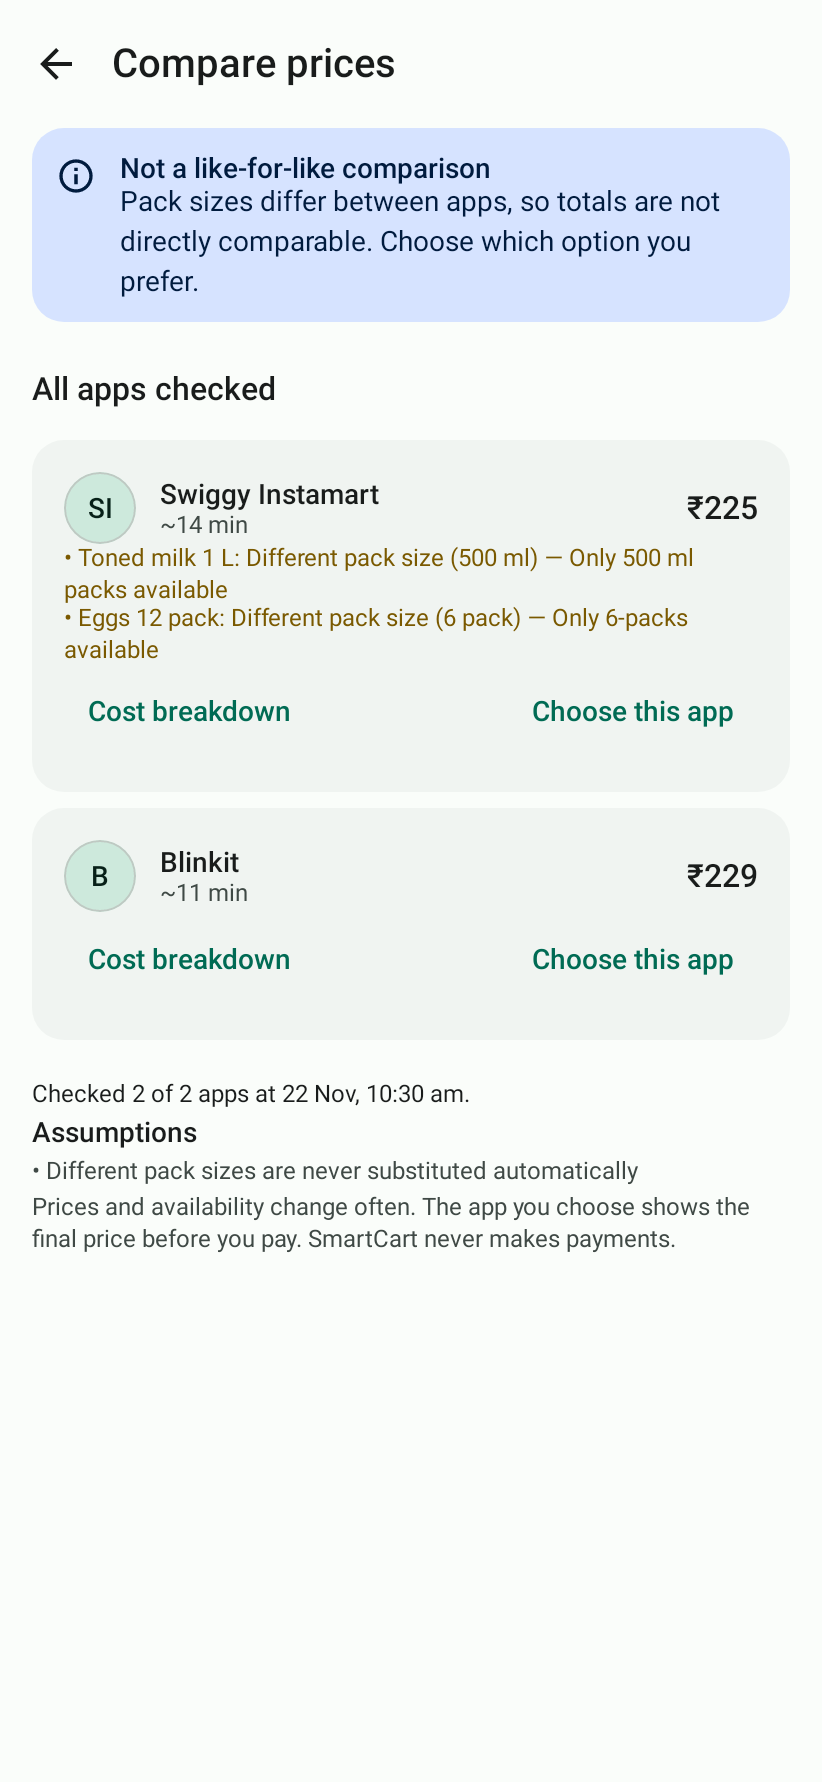 Compare prices
Not a like-for-like comparison
Pack sizes differ between apps, so totals are not
directly comparable. Choose which option you
prefer.
All apps checked
SI
Swiggy Instamart
₹225
~14 min
• Toned milk 1 L: Different pack size (500 ml) — Only 500 ml
packs available
• Eggs 12 pack: Different pack size (6 pack) — Only 6-packs
available
Cost breakdown
Choose this app
B
Blinkit
₹229
~11 min
Cost breakdown
Choose this app
Checked 2 of 2 apps at 22 Nov, 10:30 am.
Assumptions
• Different pack sizes are never substituted automatically
Prices and availability change often. The app you choose shows the
final price before you pay. SmartCart never makes payments.